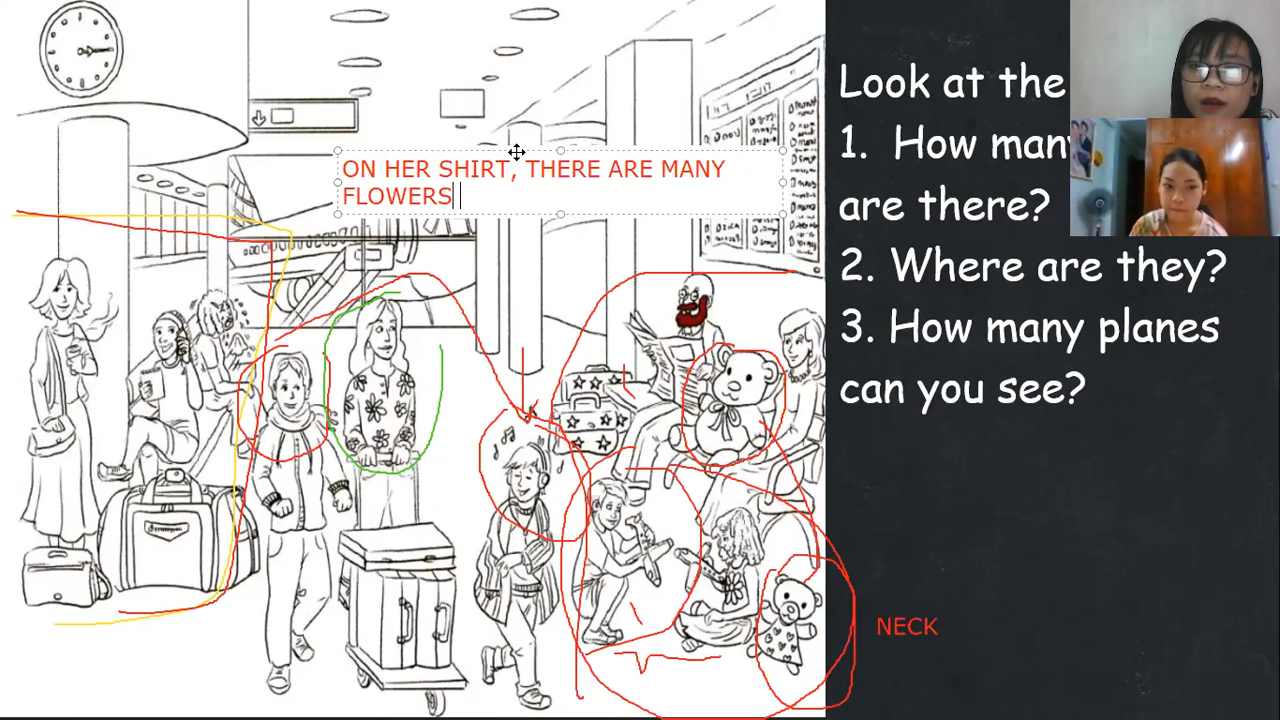 ON HER SHIRT, THERE ARE MANY
FLOWERS
Look at the
1. How many
are there?
2. Where are they?
3. How many planes
can you see?
NECK